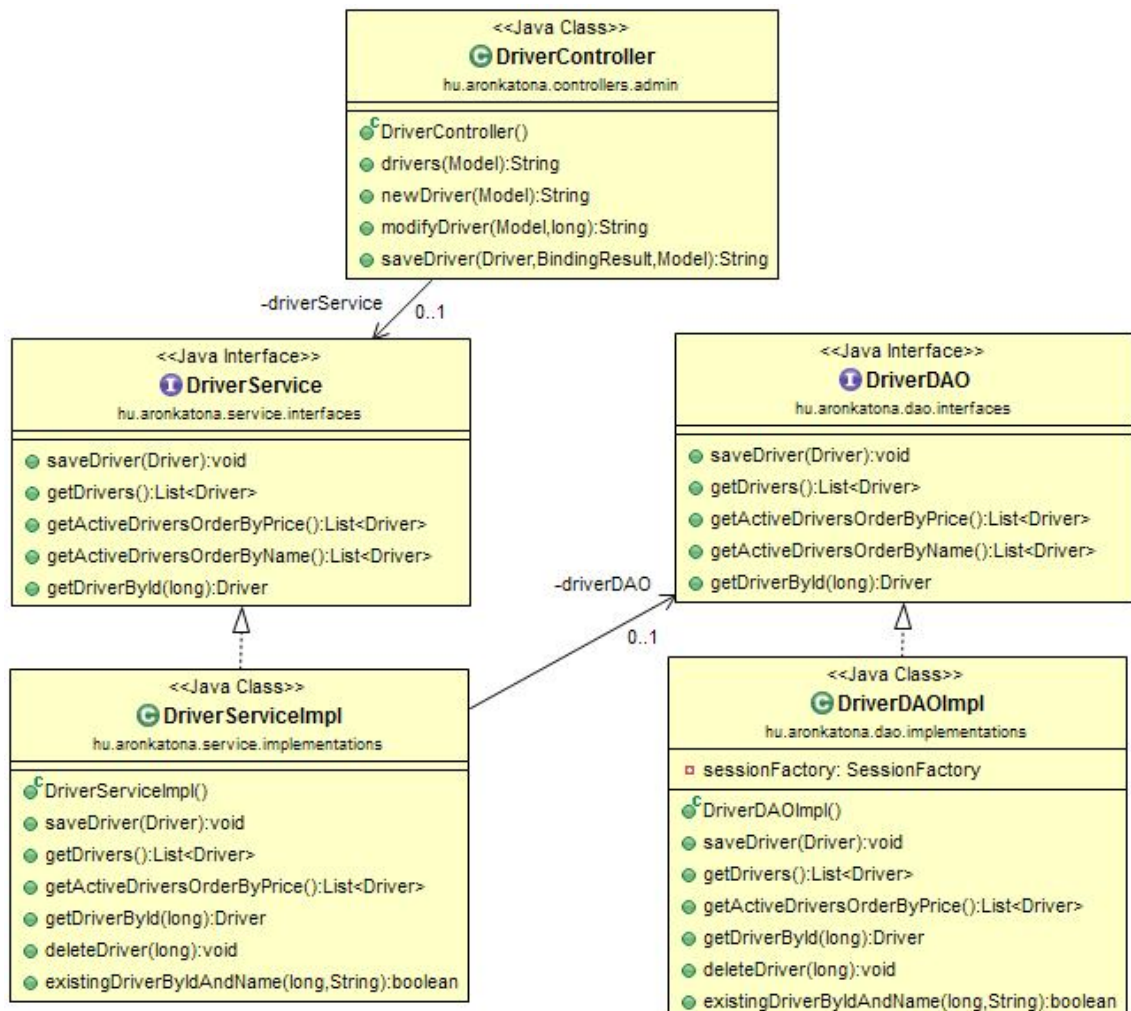 <<Java Class>>
DriverController
hu.aronkatona.controllers.admin
DriverController()
drivers(Model):String
newDriver(Model):String
modifyDriver(Model,long):String
saveDriver(Driver,BindingResult,Model):String
-driverService
0..1
<<Java Interface>>
DriverService
hu.aronkatona.service.interfaces
saveDriver(Driver):void
getDrivers():List<Driver>
getActiveDriversOrderByPrice():List<Driver>
getActiveDriversOrderByName():List<Driver>
getDriverById(long):Driver
<<Java Interface>>
DriverDAO
hu.aronkatona.dao.interfaces
saveDriver(Driver):void
getDrivers():List<Driver>
getActiveDriversOrderByPrice():List<Driver>
getActiveDriversOrderByName():List<Driver>
getDriverById(long):Driver
-driverDAO
0..1
<<Java Class>>
DriverServiceImpl
hu.aronkatona.service.implementations
DriverServiceImpl()
saveDriver(Driver):void
getDrivers():List<Driver>
getActiveDriversOrderByPrice():List<Driver>
getDriverById(long):Driver
deleteDriver(long):void
existingDriverByIdAndName(long,String):boolean
<<Java Class>>
DriverDAOImpl
hu.aronkatona.dao.implementations
sessionFactory: SessionFactory
DriverDAOImpl()
saveDriver(Driver):void
getDrivers():List<Driver>
getActiveDriversOrderByPrice():List<Driver>
getDriverById(long):Driver
deleteDriver(long):void
existingDriverByIdAndName(long,String):boolean